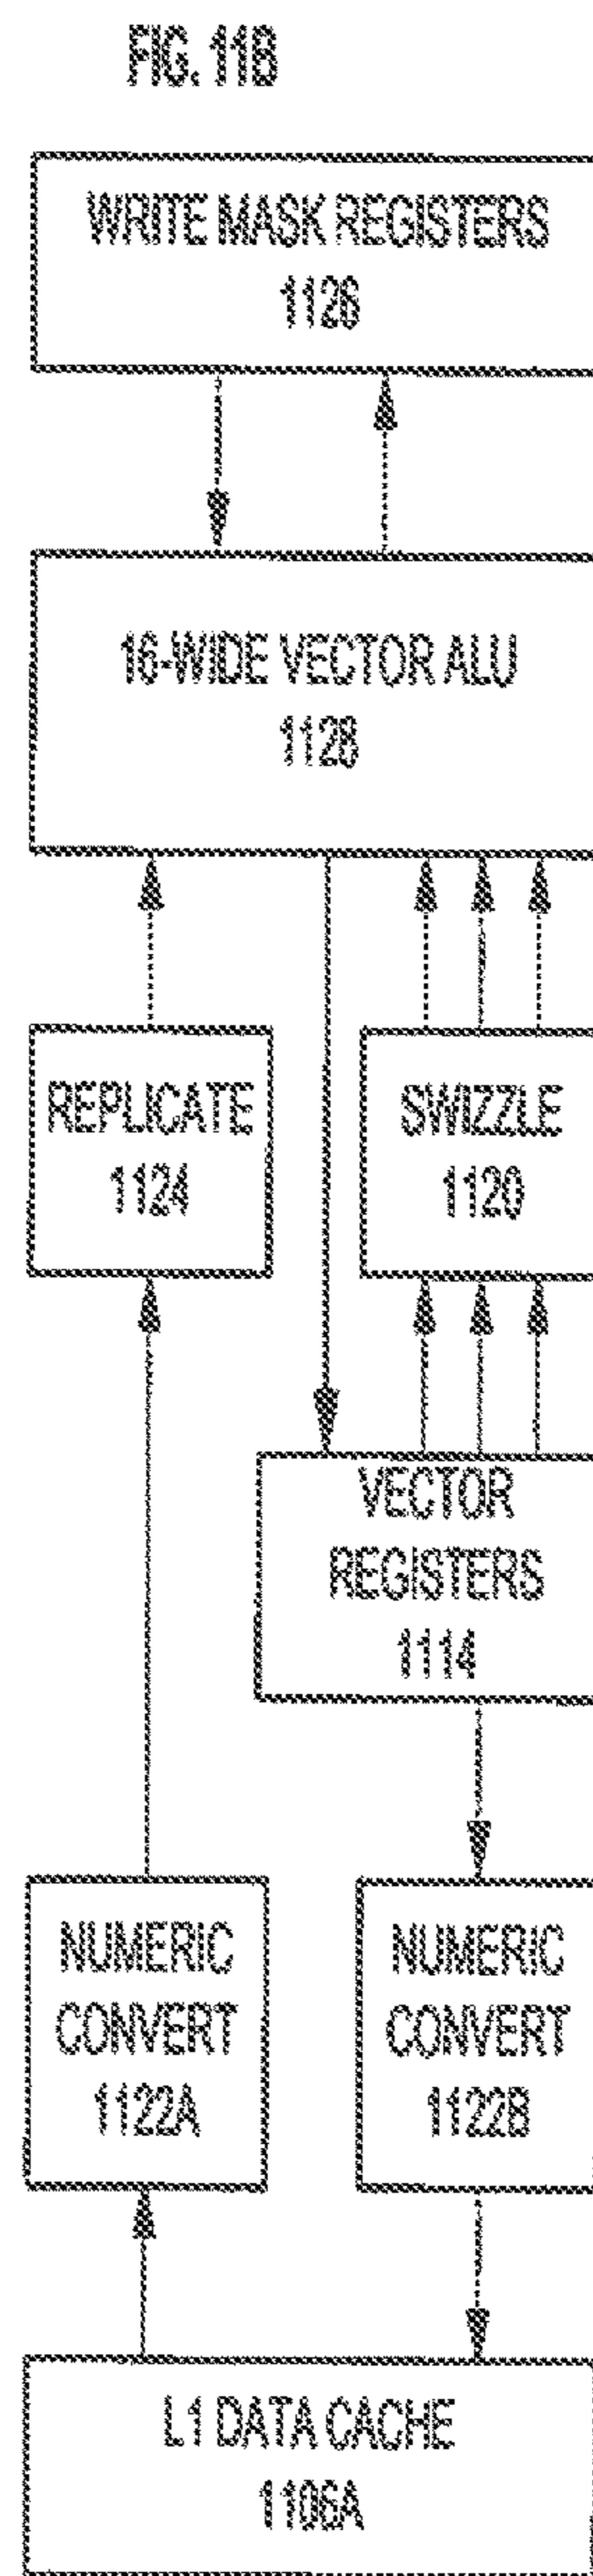 FIG. 11B
WRITE MASK REGISTERS
1126
16-WIDE VECTOR ALU
1128
REPLICATE
1124
SWIZZLE
1120
VECTOR
REGISTERS
1114
NUMERIC
CONVERT
1122A
NUMERIC
CONVERT
1122B
L1 DATA CACHE
1106A